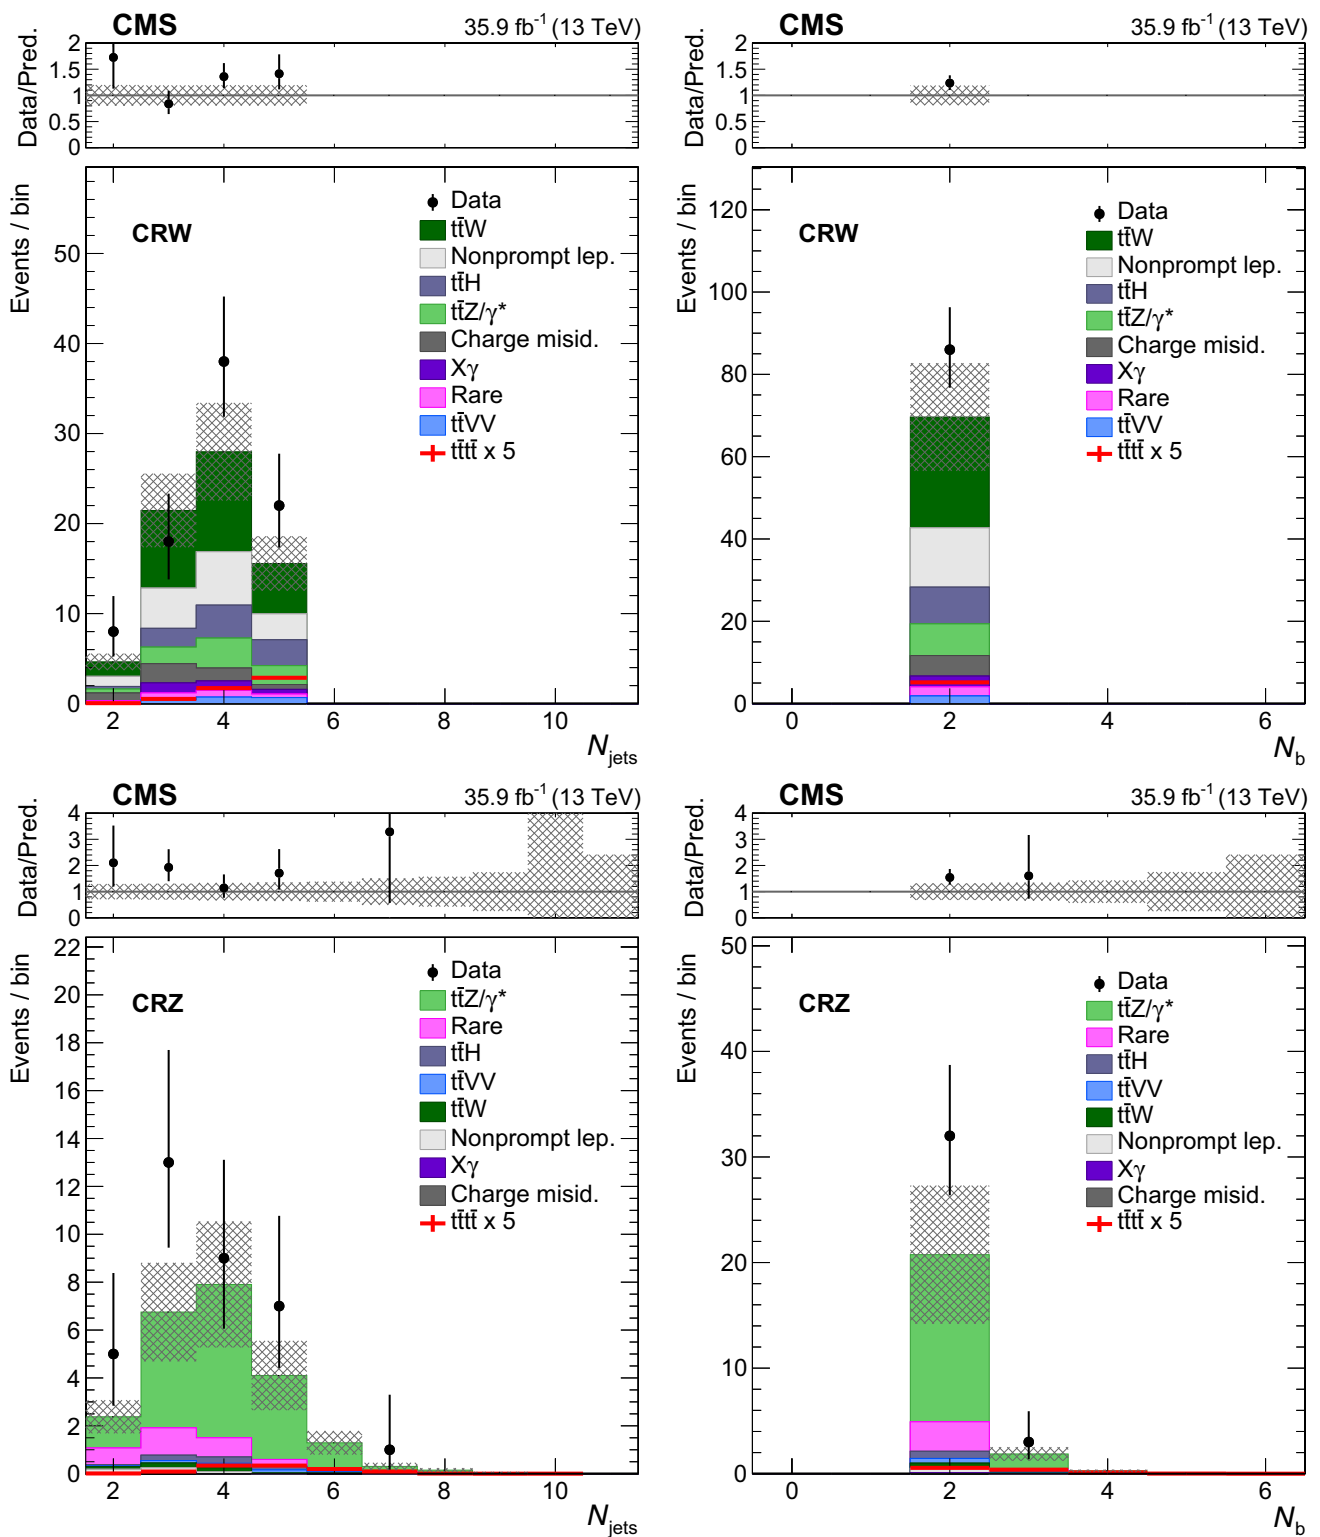 CMS 35.9 fb⁻¹ (13 TeV)
Data/Pred.
2
1.5
1
0.5
0
Events / bin
CRW
50
40
30
20
10
0
Data
tt̄W
Nonprompt lep.
tt̄H
tt̄Z/γ*
Charge misid.
Xγ
Rare
tt̄VV
tt̄tt̄ x 5
2 4 6 8 10
N_jets
CMS 35.9 fb⁻¹ (13 TeV)
Data/Pred.
2
1.5
1
0.5
0
Events / bin
CRW
120
100
80
60
40
20
0
Data
tt̄W
Nonprompt lep.
tt̄H
tt̄Z/γ*
Charge misid.
Xγ
Rare
tt̄VV
tt̄tt̄ x 5
0 2 4 6
N_b
CMS 35.9 fb⁻¹ (13 TeV)
Data/Pred.
4
3
2
1
0
Events / bin
CRZ
22
20
18
16
14
12
10
8
6
4
2
0
Data
tt̄Z/γ*
Rare
tt̄H
tt̄VV
tt̄W
Nonprompt lep.
Xγ
Charge misid.
tt̄tt̄ x 5
2 4 6 8 10
N_jets
CMS 35.9 fb⁻¹ (13 TeV)
Data/Pred.
4
3
2
1
0
Events / bin
CRZ
50
40
30
20
10
0
Data
tt̄Z/γ*
Rare
tt̄H
tt̄VV
tt̄W
Nonprompt lep.
Xγ
Charge misid.
tt̄tt̄ x 5
0 2 4 6
N_b